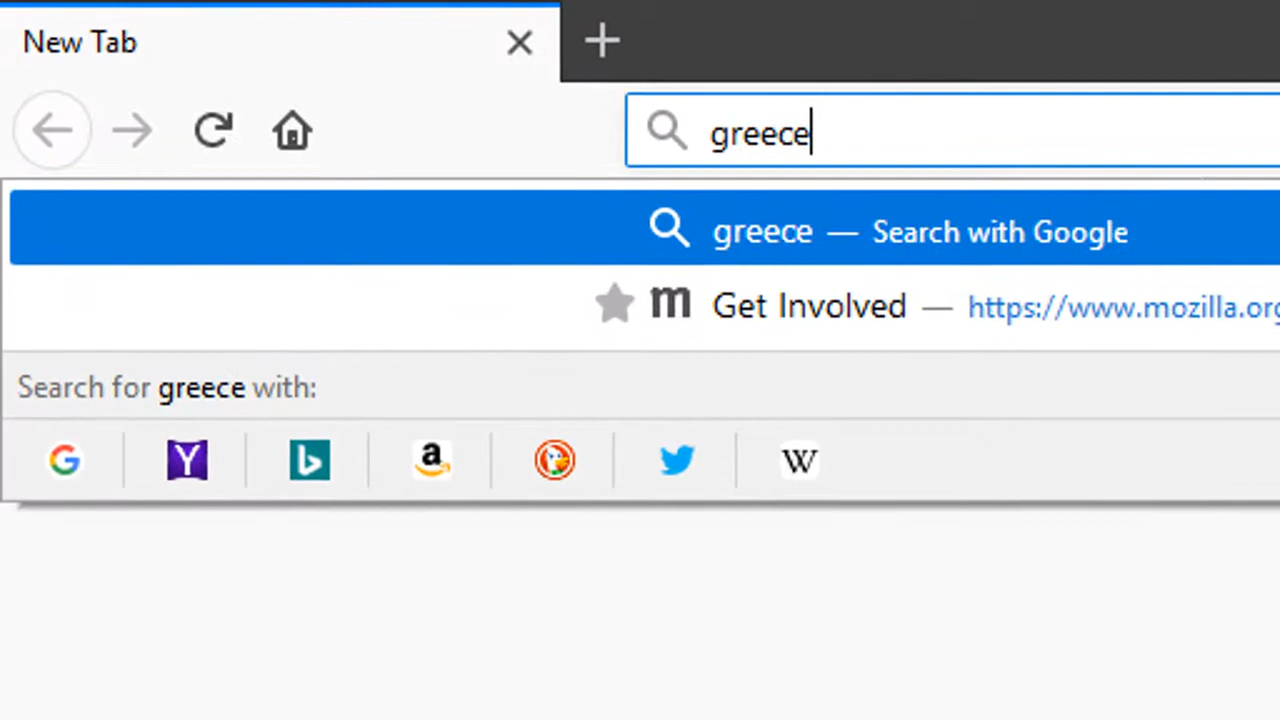 New Tab
greece
greece — Search with Google
m Get Involved — https://www.mozilla.org
Search for greece with:
G Y b a W